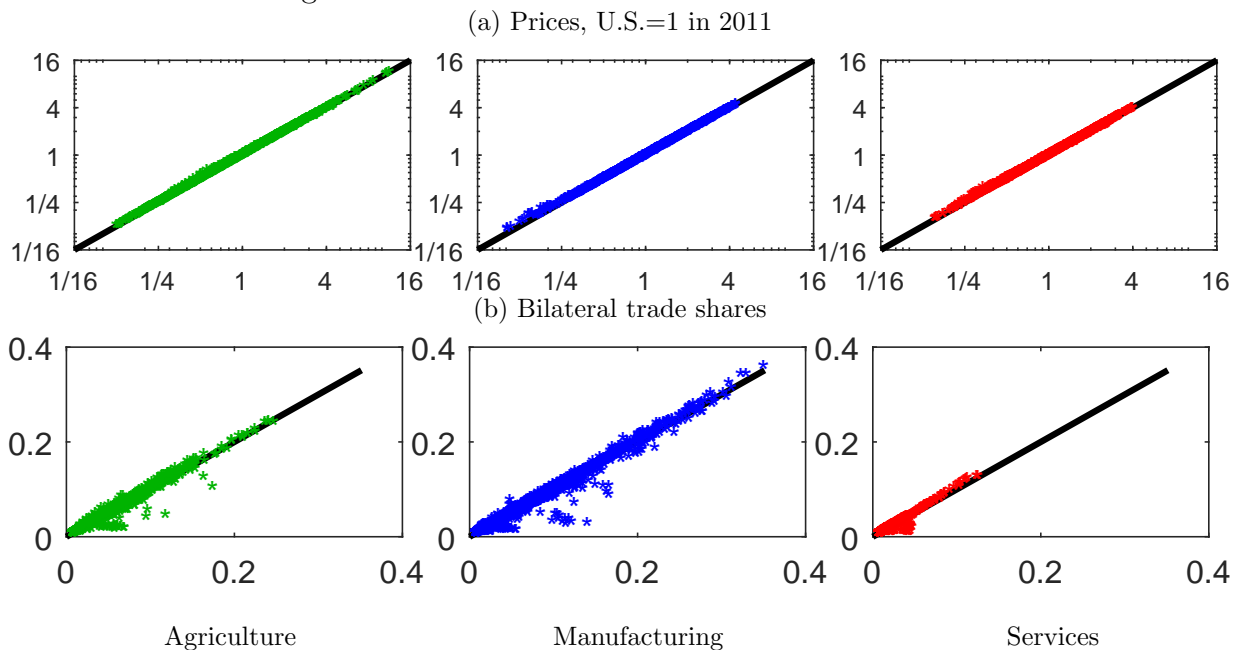 (a) Prices, U.S.=1 in 2011
16 16 16
4 4 4
1 1 1
1/4 1/4 1/4
1/16 1/16 1/16
1/16 1/4 1 4 16 1/16 1/4 1 4 16 1/16 1/4 1 4 16
(b) Bilateral trade shares
0.4 0.4 0.4
0.2 0.2 0.2
0 0 0
0 0.2 0.4 0 0.2 0.4 0 0.2 0.4
Agriculture Manufacturing Services